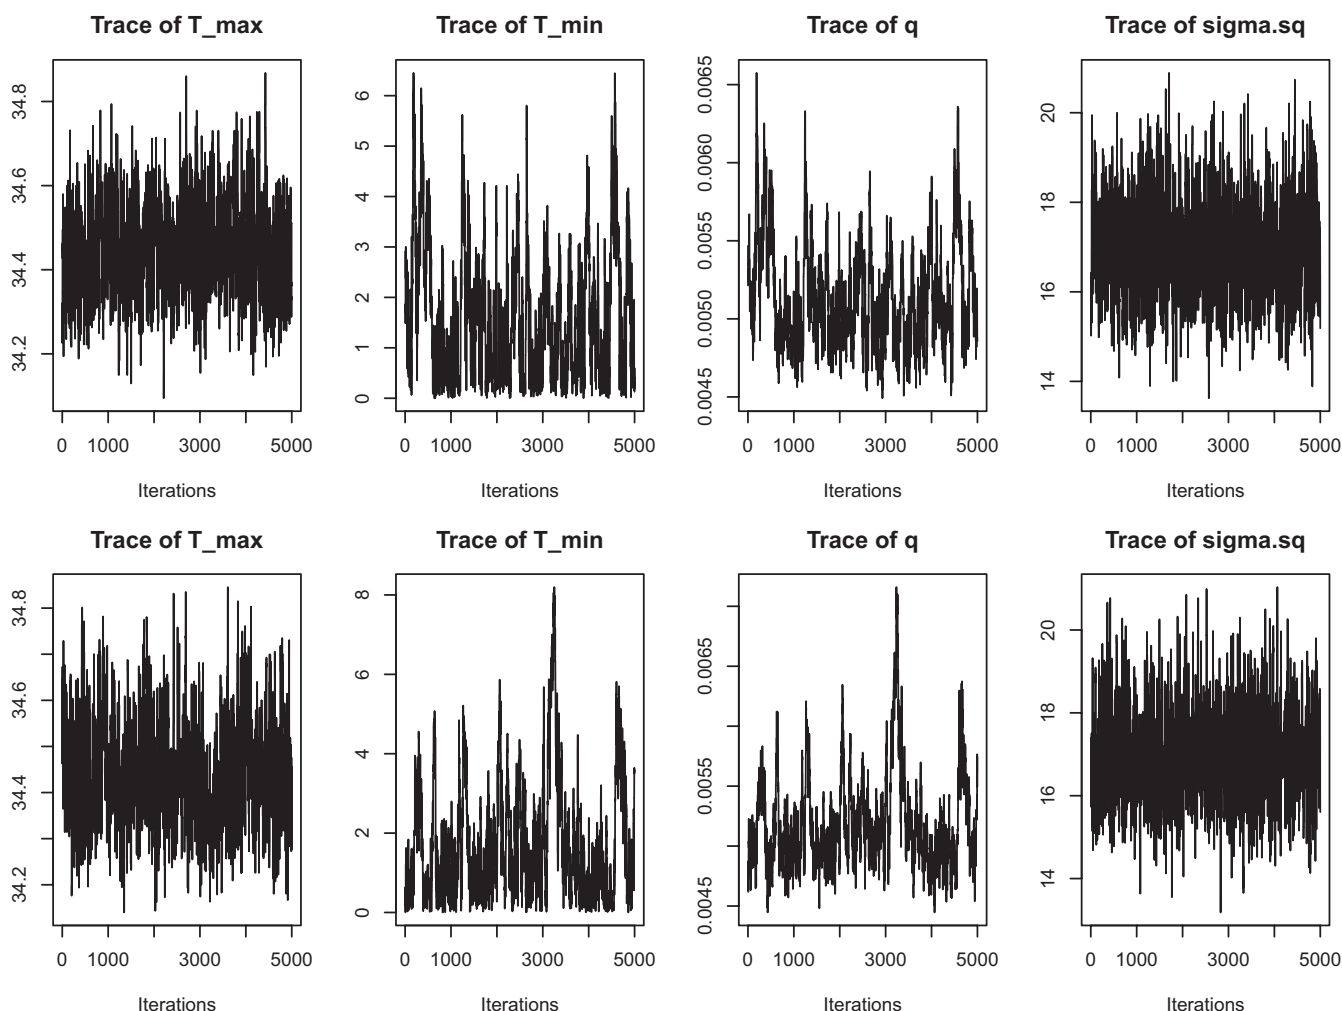 Trace of T_max Trace of T_min Trace of q Trace of sigma.sq
34.2 34.4 34.6 34.8
0 1 2 3 4 5 6
0.0045 0.0050 0.0055 0.0060 0.0065
14 16 18 20
0 1000 3000 5000 0 1000 3000 5000 0 1000 3000 5000 0 1000 3000 5000
Iterations Iterations Iterations Iterations
Trace of T_max Trace of T_min Trace of q Trace of sigma.sq
34.2 34.4 34.6 34.8
0 2 4 6 8
0.0045 0.0055 0.0065
14 16 18 20
0 1000 3000 5000 0 1000 3000 5000 0 1000 3000 5000 0 1000 3000 5000
Iterations Iterations Iterations Iterations